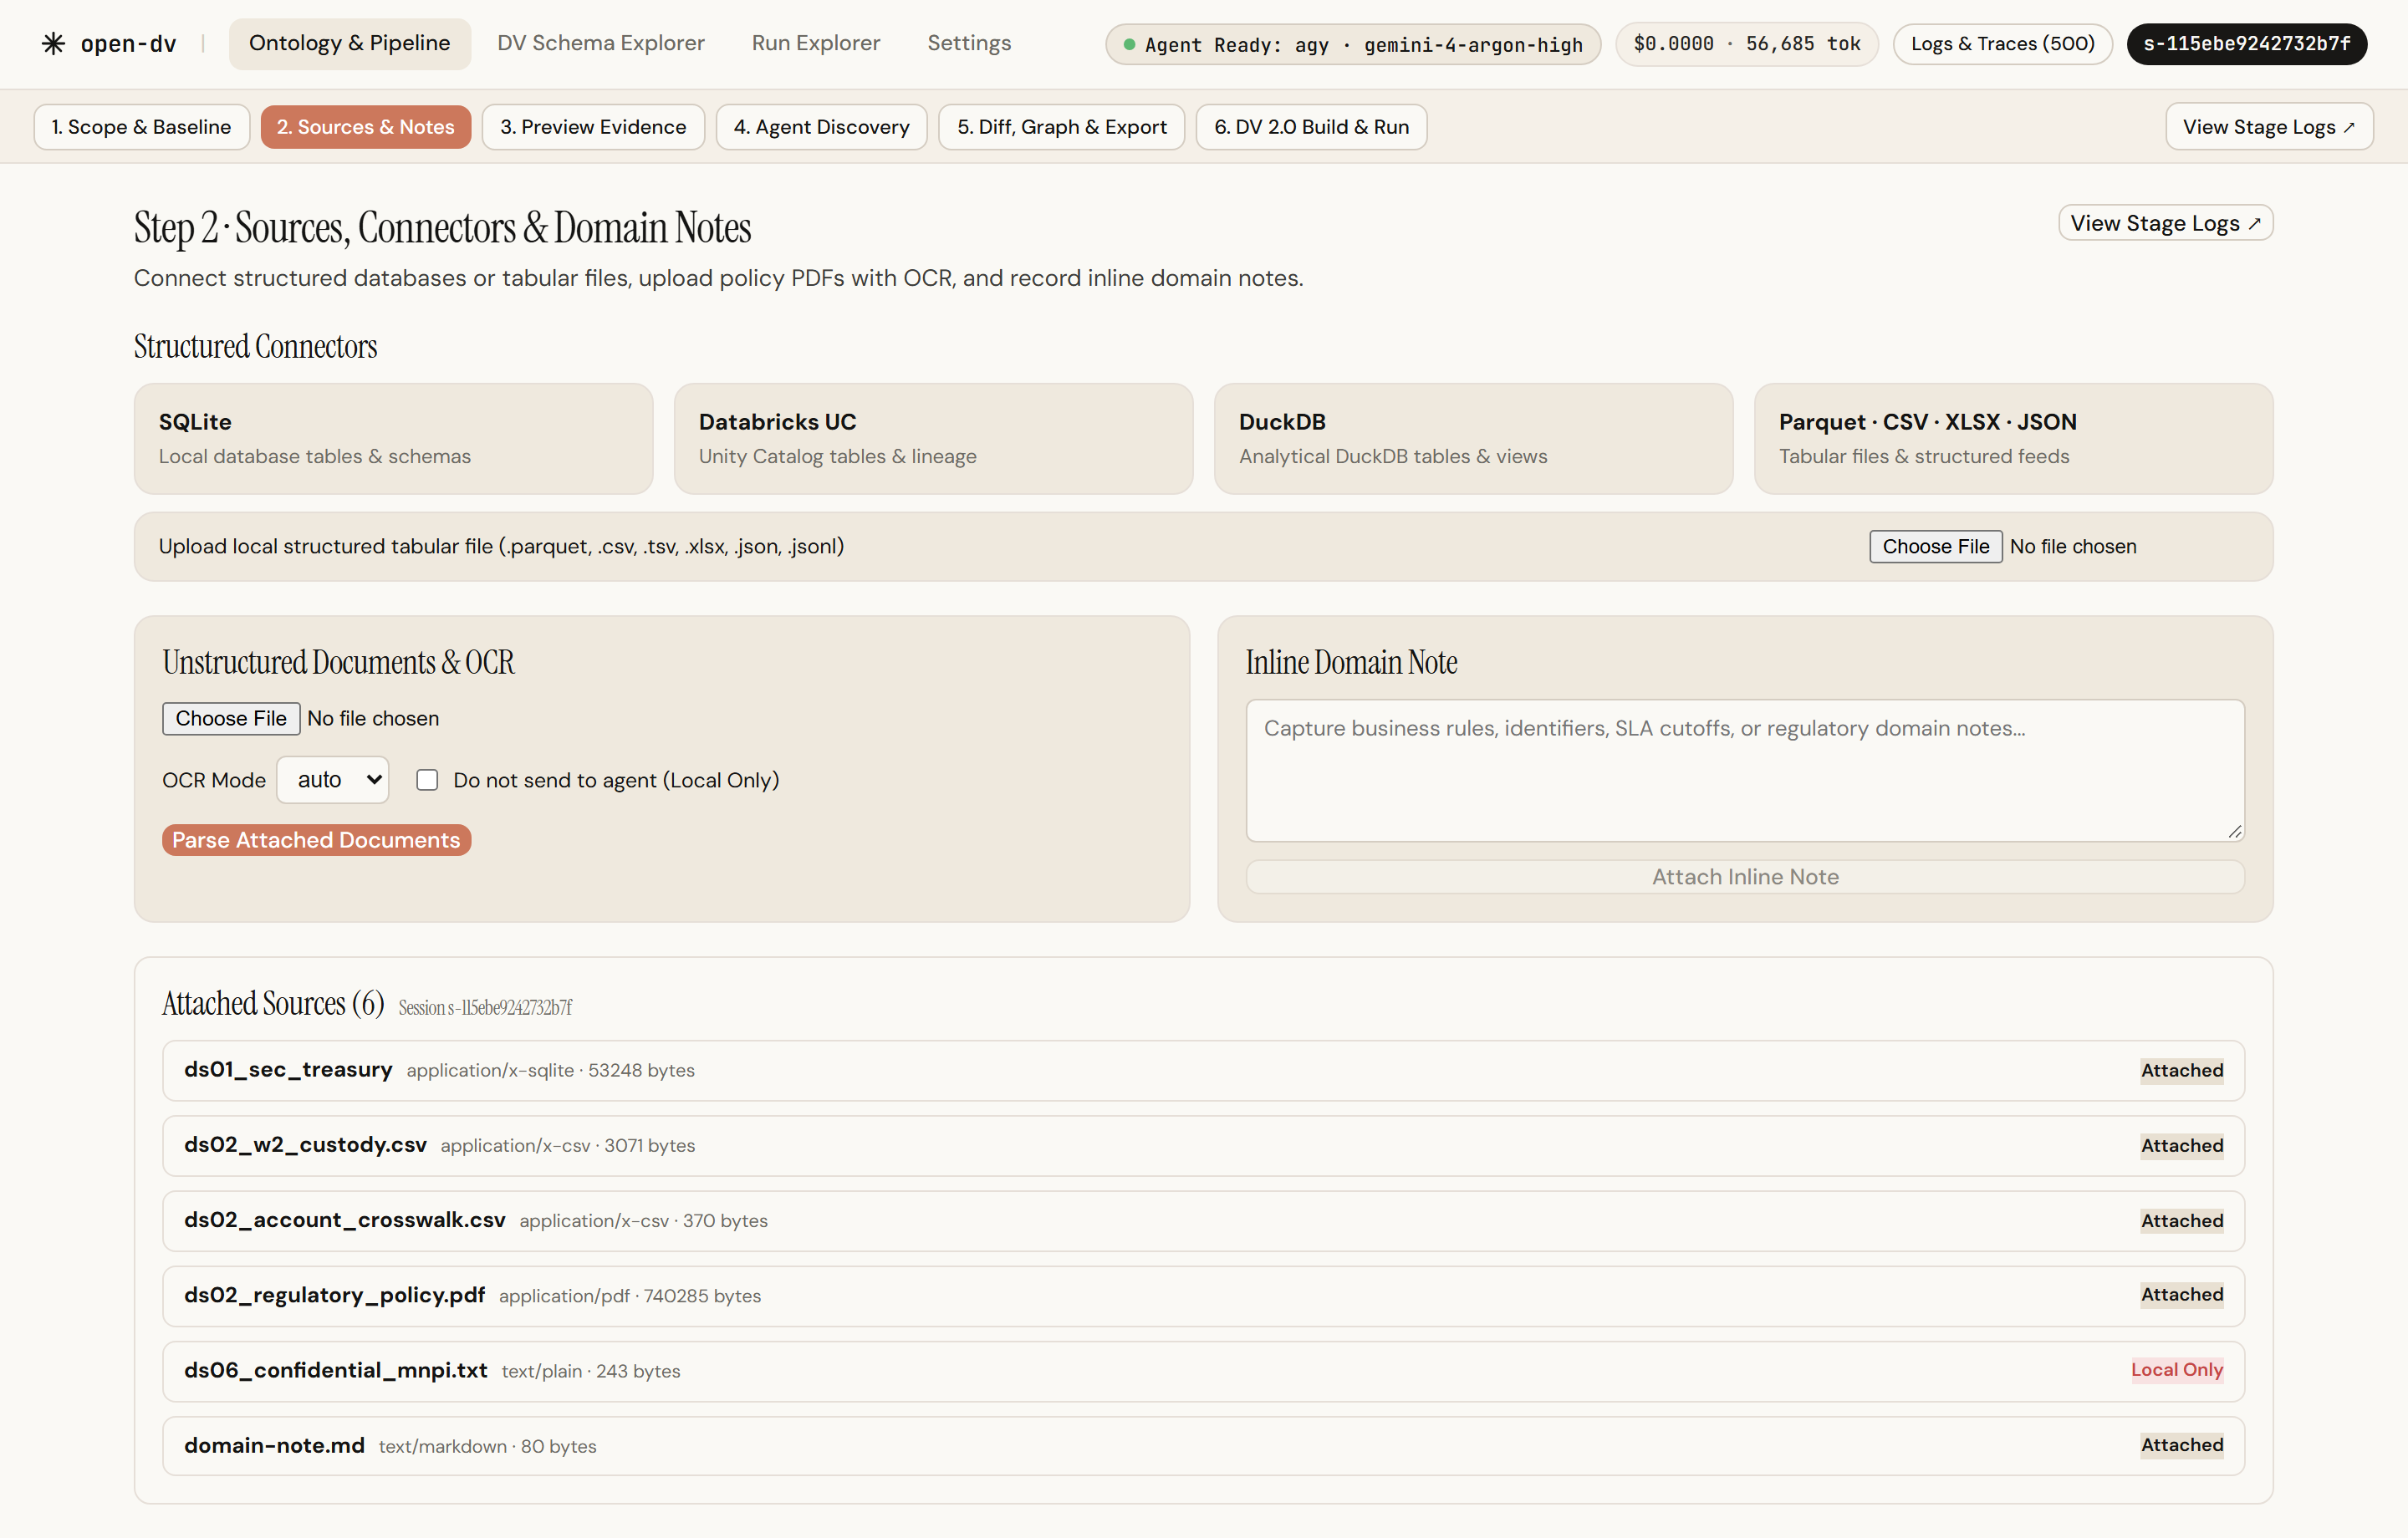 open-dv | Ontology & Pipeline DV Schema Explorer Run Explorer Settings Agent Ready: agy · gemini-4-argon-high $0.0000 · 56,685 tok Logs & Traces (500) s-115ebe9242732b7f
1. Scope & Baseline 2. Sources & Notes 3. Preview Evidence 4. Agent Discovery 5. Diff, Graph & Export 6. DV 2.0 Build & Run View Stage Logs ↗
Step 2 · Sources, Connectors & Domain Notes View Stage Logs ↗
Connect structured databases or tabular files, upload policy PDFs with OCR, and record inline domain notes.
Structured Connectors
SQLite
Local database tables & schemas
Databricks UC
Unity Catalog tables & lineage
DuckDB
Analytical DuckDB tables & views
Parquet · CSV · XLSX · JSON
Tabular files & structured feeds
Upload local structured tabular file (.parquet, .csv, .tsv, .xlsx, .json, .jsonl) Choose File No file chosen
Unstructured Documents & OCR
Choose File No file chosen
OCR Mode auto Do not send to agent (Local Only)
Parse Attached Documents
Inline Domain Note
Capture business rules, identifiers, SLA cutoffs, or regulatory domain notes...
Attach Inline Note
Attached Sources (6) Session s-115ebe9242732b7f
ds01_sec_treasury application/x-sqlite · 53248 bytes Attached
ds02_w2_custody.csv application/x-csv · 3071 bytes Attached
ds02_account_crosswalk.csv application/x-csv · 370 bytes Attached
ds02_regulatory_policy.pdf application/pdf · 740285 bytes Attached
ds06_confidential_mnpi.txt text/plain · 243 bytes Local Only
domain-note.md text/markdown · 80 bytes Attached